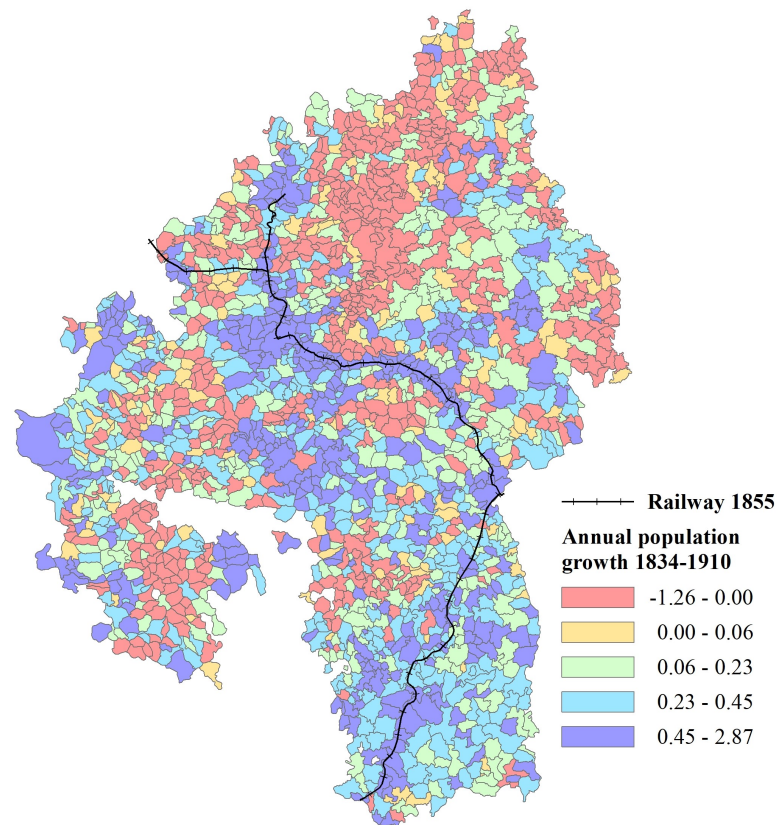 Railway 1855
Annual population
growth 1834-1910
-1.26 - 0.00
0.00 - 0.06
0.06 - 0.23
0.23 - 0.45
0.45 - 2.87